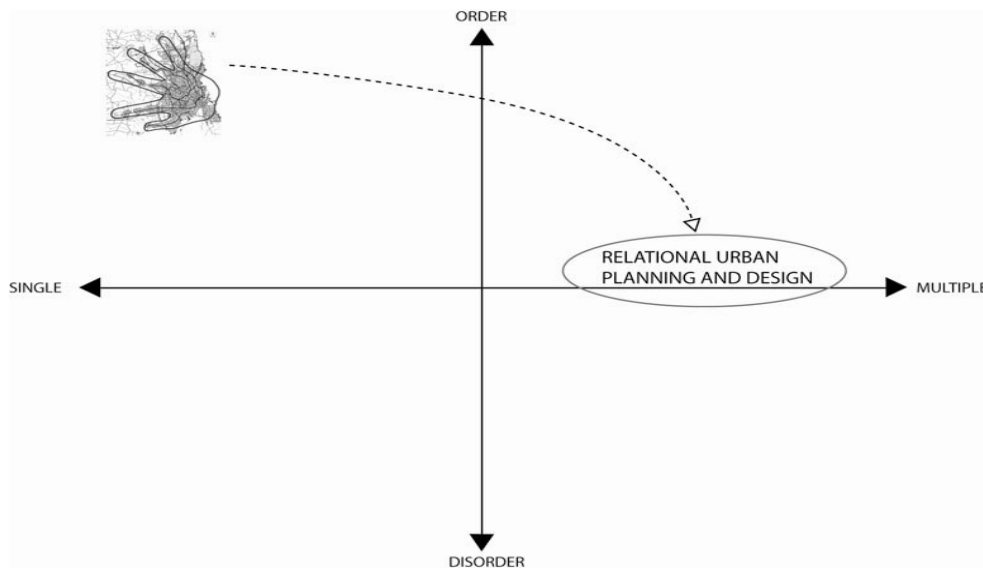 ORDER
RELATIONAL URBAN
PLANNING AND DESIGN
SINGLE
MULTIPLE
DISORDER